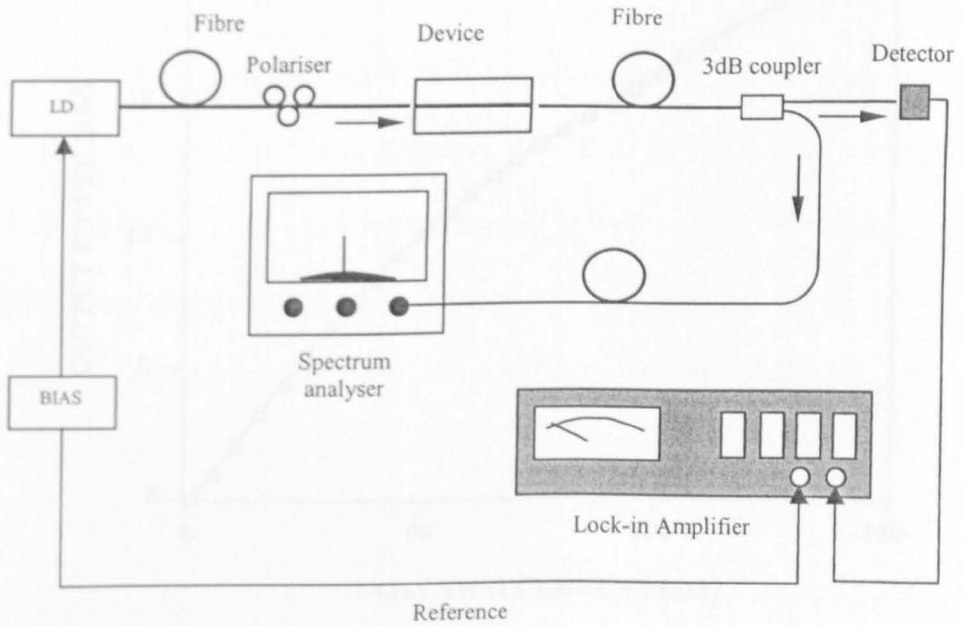 Fibre
Polariser
Device
Fibre
3dB coupler
Detector
LD
Spectrum
analyser
BIAS
Lock-in Amplifier
Reference